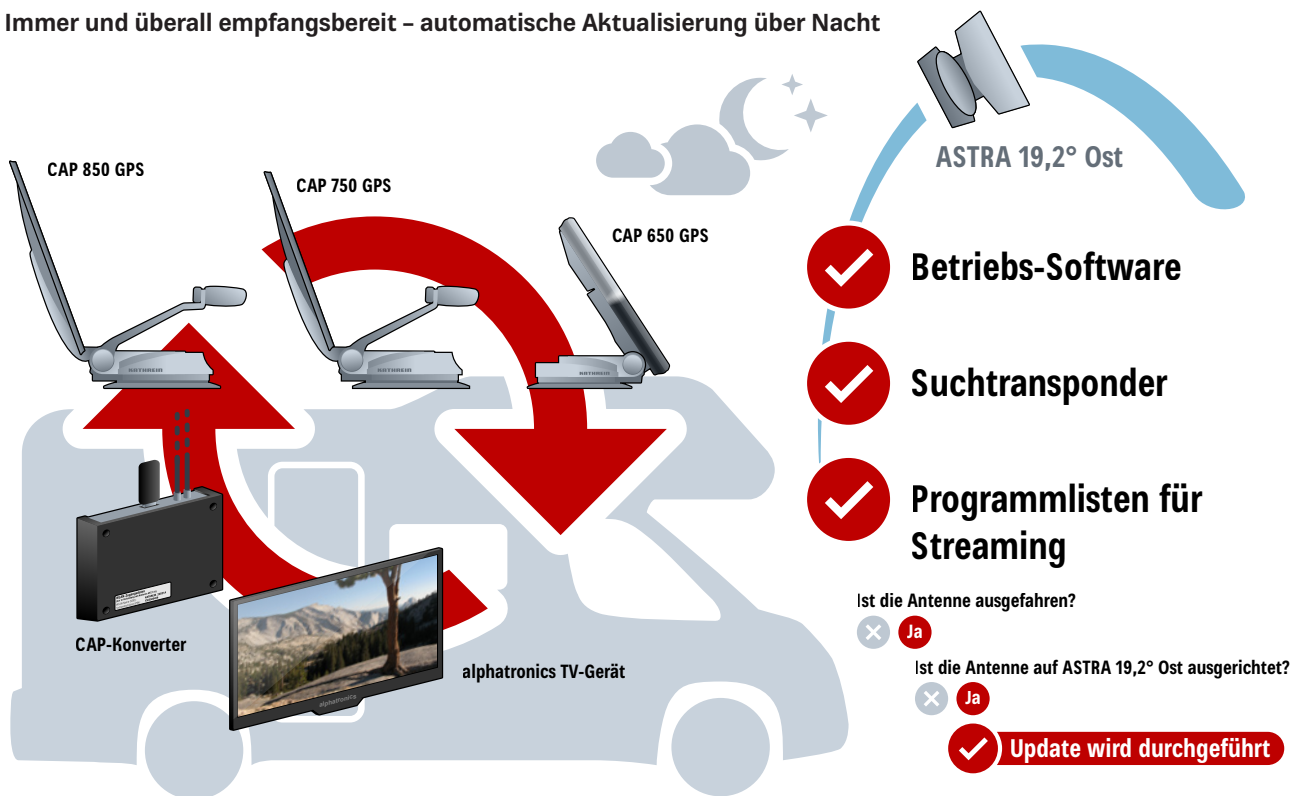 Immer und überall empfangsbereit – automatische Aktualisierung über Nacht
ASTRA 19,2° Ost
CAP 850 GPS
CAP 750 GPS
CAP 650 GPS
KATHREIN
KATHREIN
KATHREIN
Betriebs-Software
Suchtransponder
Programmlisten für
Streaming
CAP-Konverter
alphatronics
alphatronics TV-Gerät
Ist die Antenne ausgefahren?
Ja
Ist die Antenne auf ASTRA 19,2° Ost ausgerichtet?
Ja
Update wird durchgeführt